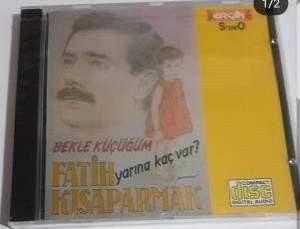 1/2
STEREO
BEKLE KÜÇÜĞÜM
yarına kaç var?
FATİH
KISAPARMAK
COMPACT
DISC
DIGITAL AUDIO